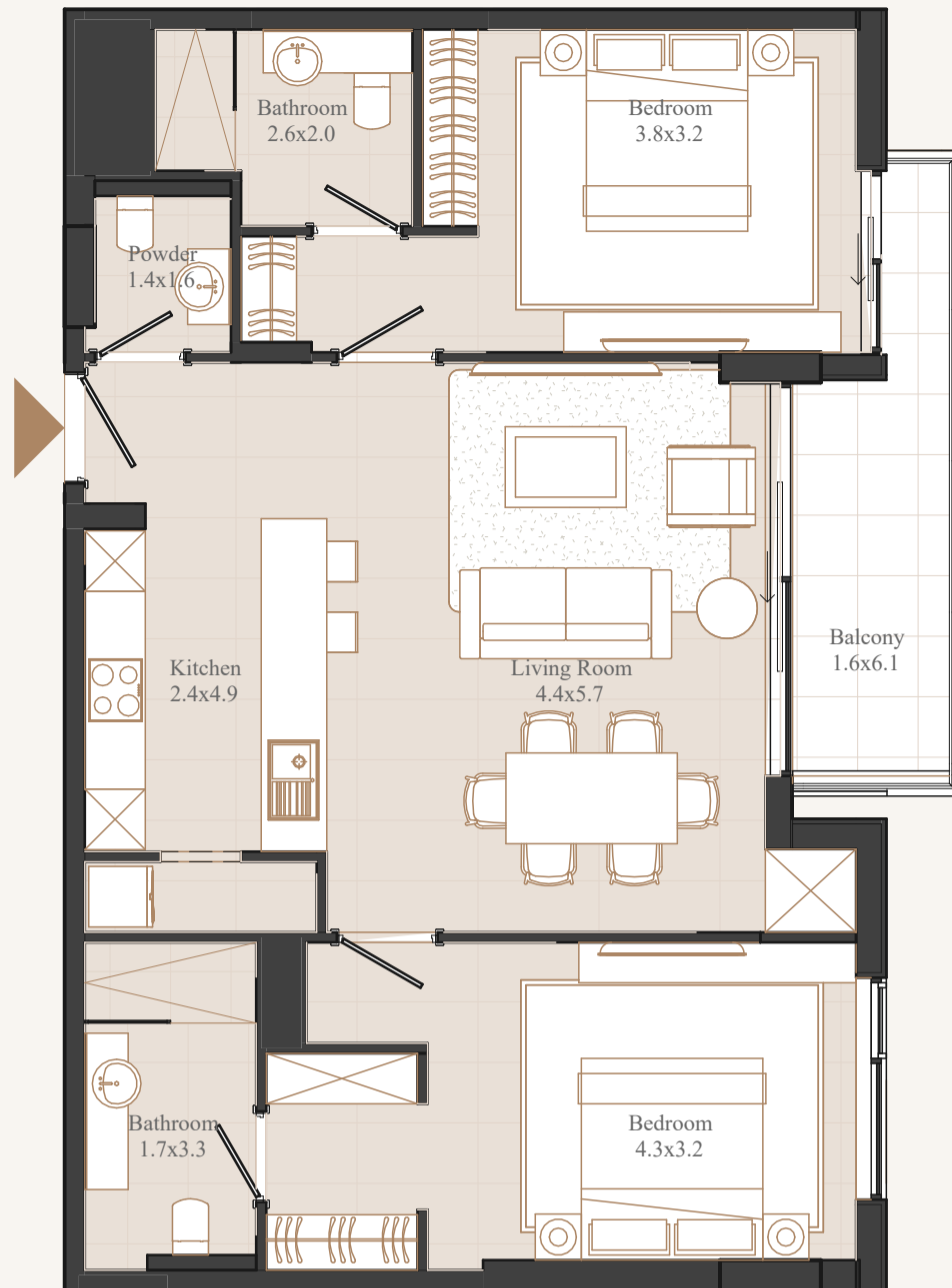 Bathroom
2.6x2.0
Bedroom
3.8x3.2
Powder
1.4x1.6
Kitchen
2.4x4.9
Living Room
4.4x5.7
Balcony
1.6x6.1
Bathroom
1.7x3.3
Bedroom
4.3x3.2